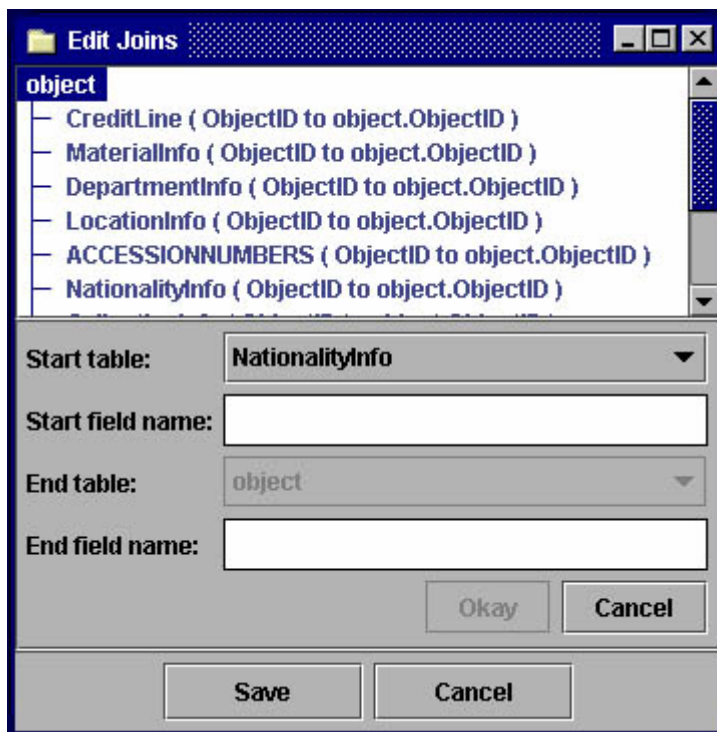 Edit Joins
object
CreditLine ( ObjectID to object.ObjectID )
MaterialInfo ( ObjectID to object.ObjectID )
DepartmentInfo ( ObjectID to object.ObjectID )
LocationInfo ( ObjectID to object.ObjectID )
ACCESSIONNUMBERS ( ObjectID to object.ObjectID )
NationalityInfo ( ObjectID to object.ObjectID )
Start table: NationalityInfo
Start field name:
End table: object
End field name:
Okay Cancel
Save Cancel